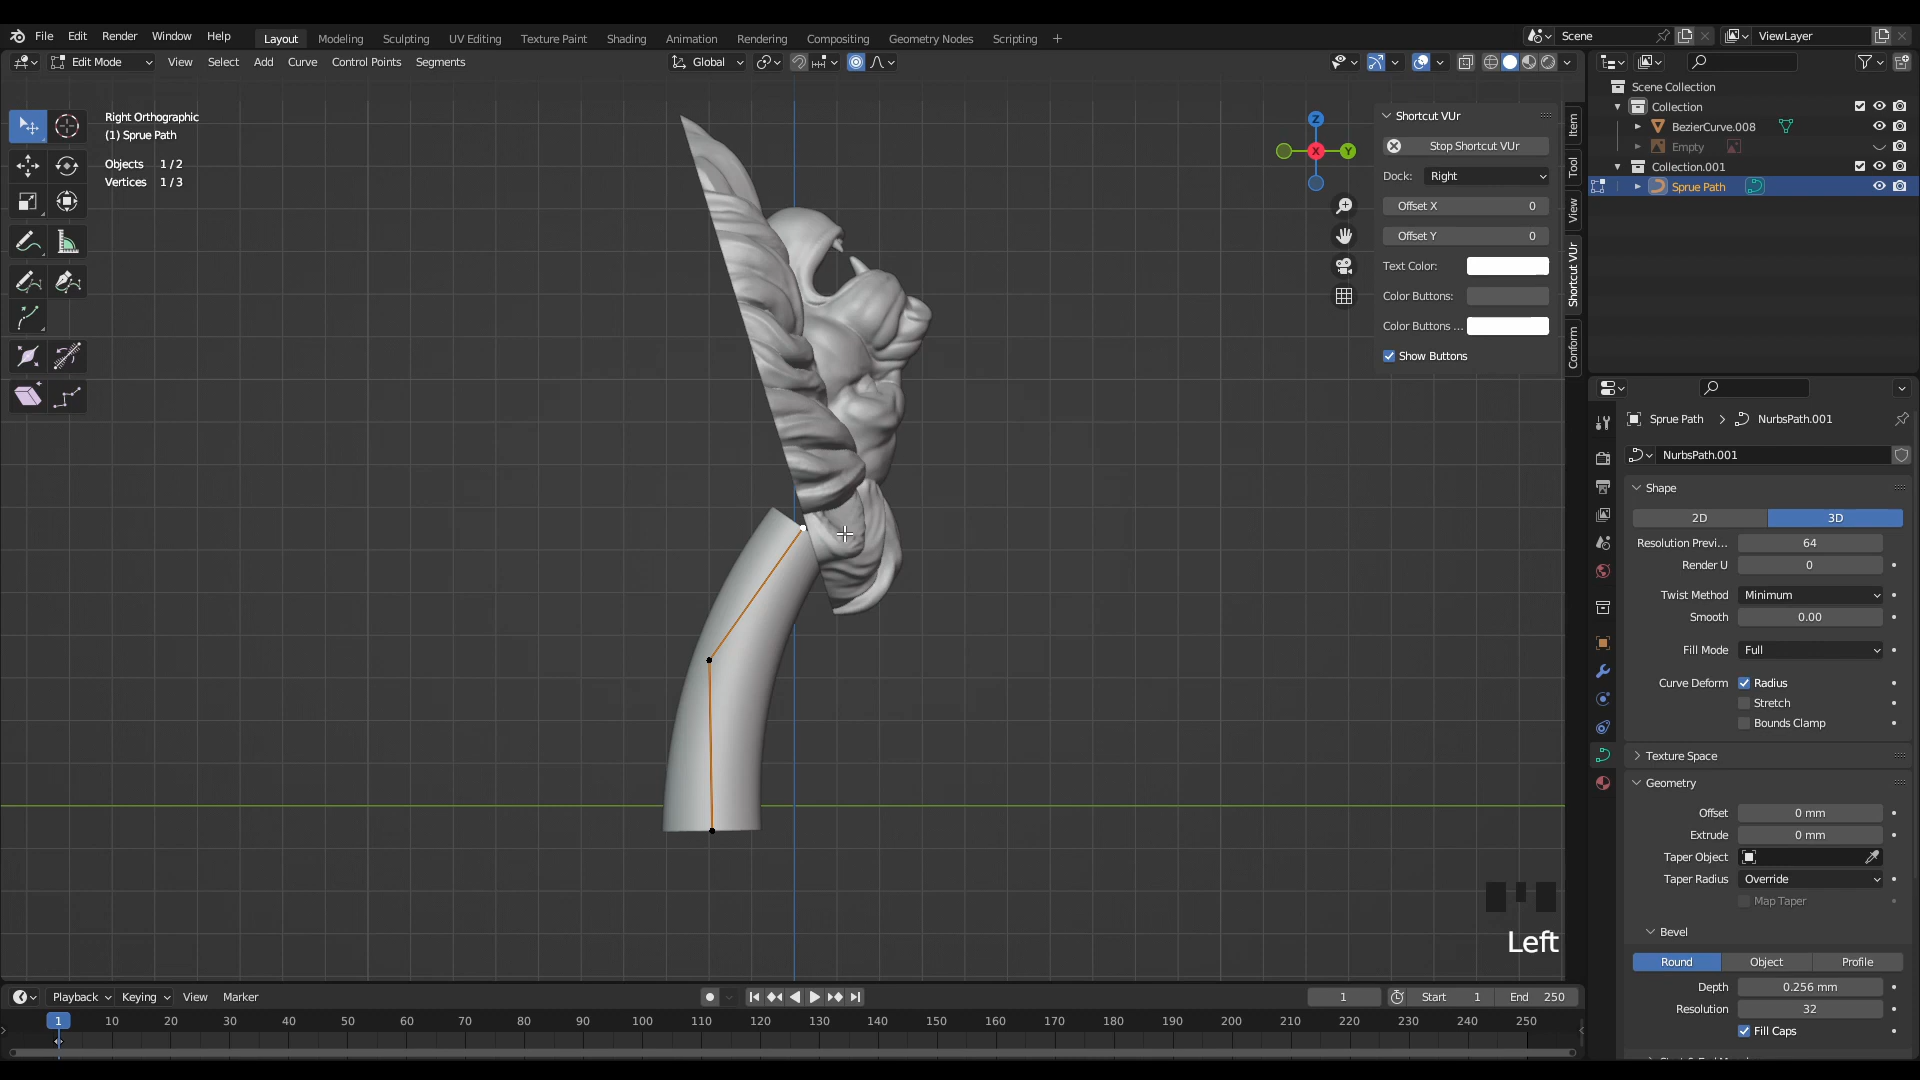 File Edit Render Window Help Layout Modeling Sculpting UV Editing Texture Paint Shading Animation Rendering Compositing Geometry Nodes Scripting + Scene ViewLayer
Edit Mode View Select Add Curve Control Points Segments Global
Right Orthographic
(1) Sprue Path
Objects 1/2
Vertices 1/3
Z
X
Y
Shortcut VUr
Stop Shortcut VUr
Dock: Right
Offset X 0
Offset Y 0
Text Color:
Color Buttons:
Color Buttons ...
Show Buttons
Item
Tool
View
Shortcut VUr
Conform
Left
Scene Collection
Collection
BezierCurve.008
Empty
Collection.001
Sprue Path
Sprue Path NurbsPath.001
NurbsPath.001
Shape
2D 3D
Resolution Previ... 64
Render U 0
Twist Method Minimum
Smooth 0.00
Fill Mode Full
Curve Deform Radius
Stretch
Bounds Clamp
Texture Space
Geometry
Offset 0 mm
Extrude 0 mm
Taper Object
Taper Radius Override
Map Taper
Bevel
Round Object Profile
Depth 0.256 mm
Resolution 32
Fill Caps
Playback Keying View Marker 1 Start 1 End 250
1 10 20 30 40 50 60 70 80 90 100 110 120 130 140 150 160 170 180 190 200 210 220 230 240 250